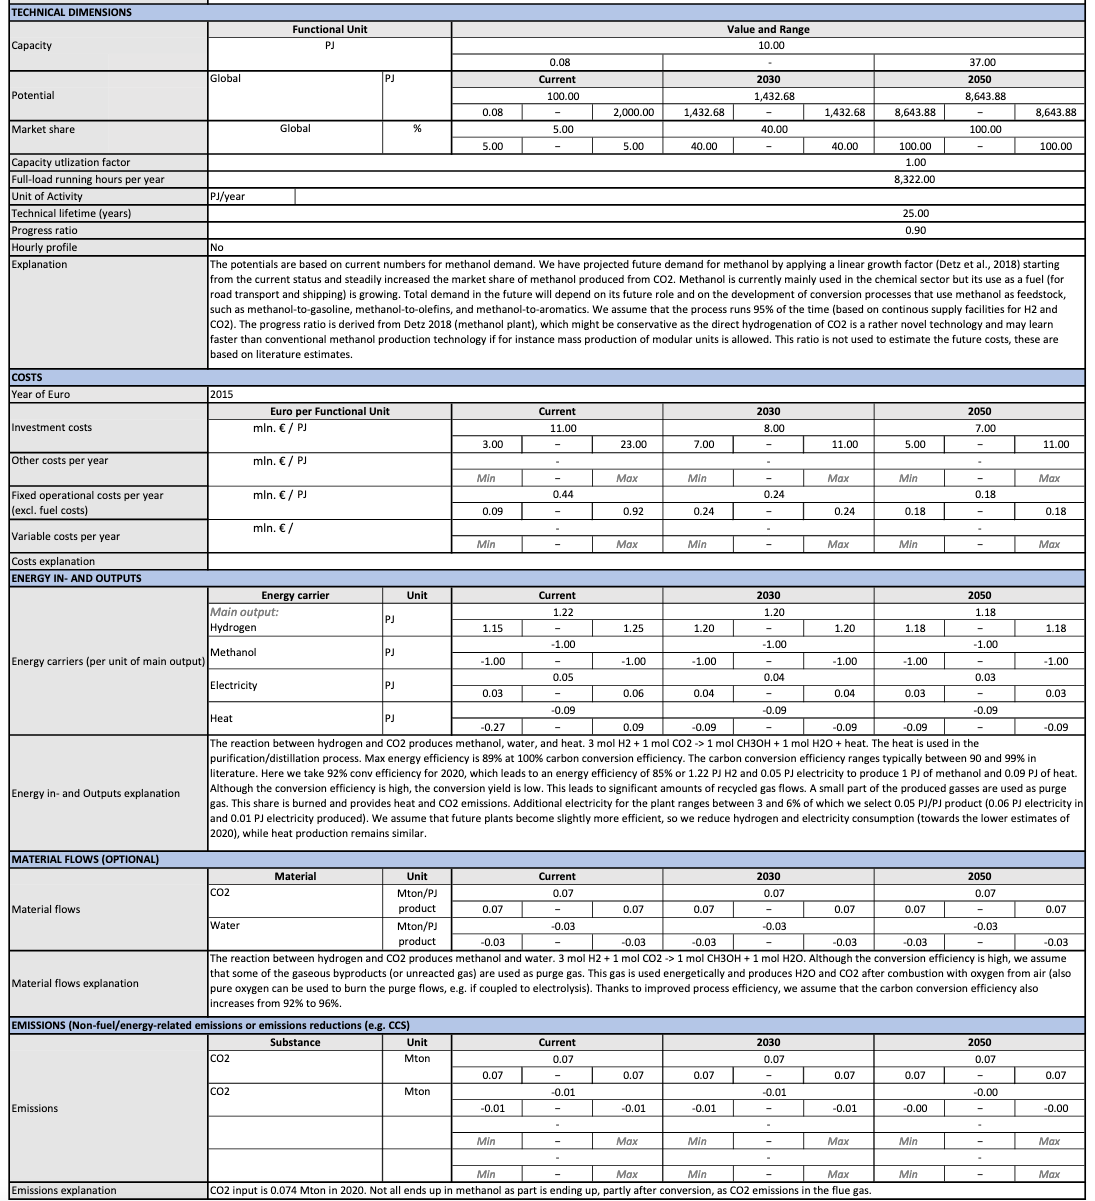 TECHNICAL DIMENSIONS
Functional Unit Value and Range
Capacity PJ 10.00
0.08 - 37.00
Potential Global PJ Current 2030 2050
100.00 1,432.68 8,643.88
0.08 – 2,000.00 1,432.68 – 1,432.68 8,643.88 – 8,643.88
Market share Global % 5.00 40.00 100.00
5.00 – 5.00 40.00 – 40.00 100.00 – 100.00
Capacity utlization factor 1.00
Full-load running hours per year 8,322.00
Unit of Activity PJ/year
Technical lifetime (years) 25.00
Progress ratio 0.90
Hourly profile No
Explanation
The potentials are based on current numbers for methanol demand. We have projected future demand for methanol by applying a linear growth factor (Detz et al., 2018) starting
from the current status and steadily increased the market share of methanol produced from CO2. Methanol is currently mainly used in the chemical sector but its use as a fuel (for
road transport and shipping) is growing. Total demand in the future will depend on its future role and on the development of conversion processes that use methanol as feedstock,
such as methanol-to-gasoline, methanol-to-olefins, and methanol-to-aromatics. We assume that the process runs 95% of the time (based on continous supply facilities for H2 and
CO2). The progress ratio is derived from Detz 2018 (methanol plant), which might be conservative as the direct hydrogenation of CO2 is a rather novel technology and may learn
faster than conventional methanol production technology if for instance mass production of modular units is allowed. This ratio is not used to estimate the future costs, these are
based on literature estimates.
COSTS
Year of Euro 2015
Euro per Functional Unit Current 2030 2050
Investment costs mln. € / PJ 11.00 8.00 7.00
3.00 – 23.00 7.00 – 11.00 5.00 – 11.00
Other costs per year mln. € / PJ - - -
Min – Max Min – Max Min – Max
Fixed operational costs per year mln. € / PJ 0.44 0.24 0.18
(excl. fuel costs) 0.09 – 0.92 0.24 – 0.24 0.18 – 0.18
Variable costs per year mln. € / - - -
Min – Max Min – Max Min – Max
Costs explanation
ENERGY IN- AND OUTPUTS
Energy carrier Unit Current 2030 2050
Energy carriers (per unit of main output)
Main output: PJ 1.22 1.20 1.18
Hydrogen 1.15 – 1.25 1.20 – 1.20 1.18 – 1.18
Methanol PJ -1.00 -1.00 -1.00
-1.00 – -1.00 -1.00 – -1.00 -1.00 – -1.00
Electricity PJ 0.05 0.04 0.03
0.03 – 0.06 0.04 – 0.04 0.03 – 0.03
Heat PJ -0.09 -0.09 -0.09
-0.27 – 0.09 -0.09 – -0.09 -0.09 – -0.09
Energy in- and Outputs explanation
The reaction between hydrogen and CO2 produces methanol, water, and heat. 3 mol H2 + 1 mol CO2 -> 1 mol CH3OH + 1 mol H2O + heat. The heat is used in the
purification/distillation process. Max energy efficiency is 89% at 100% carbon conversion efficiency. The carbon conversion efficiency ranges typically between 90 and 99% in
literature. Here we take 92% conv efficiency for 2020, which leads to an energy efficiency of 85% or 1.22 PJ H2 and 0.05 PJ electricity to produce 1 PJ of methanol and 0.09 PJ of heat.
Although the conversion efficiency is high, the conversion yield is low. This leads to significant amounts of recycled gas flows. A small part of the produced gasses are used as purge
gas. This share is burned and provides heat and CO2 emissions. Additional electricity for the plant ranges between 3 and 6% of which we select 0.05 PJ/PJ product (0.06 PJ electricity in
and 0.01 PJ electricity produced). We assume that future plants become slightly more efficient, so we reduce hydrogen and electricity consumption (towards the lower estimates of
2020), while heat production remains similar.
MATERIAL FLOWS (OPTIONAL)
Material Unit Current 2030 2050
Material flows
CO2 Mton/PJ 0.07 0.07 0.07
product 0.07 – 0.07 0.07 – 0.07 0.07 – 0.07
Water Mton/PJ -0.03 -0.03 -0.03
product -0.03 – -0.03 -0.03 – -0.03 -0.03 – -0.03
Material flows explanation
The reaction between hydrogen and CO2 produces methanol and water. 3 mol H2 + 1 mol CO2 -> 1 mol CH3OH + 1 mol H2O. Although the conversion efficiency is high, we assume
that some of the gaseous byproducts (or unreacted gas) are used as purge gas. This gas is used energetically and produces H2O and CO2 after combustion with oxygen from air (also
pure oxygen can be used to burn the purge flows, e.g. if coupled to electrolysis). Thanks to improved process efficiency, we assume that the carbon conversion efficiency also
increases from 92% to 96%.
EMISSIONS (Non-fuel/energy-related emissions or emissions reductions (e.g. CCS)
Substance Unit Current 2030 2050
Emissions
CO2 Mton 0.07 0.07 0.07
0.07 – 0.07 0.07 – 0.07 0.07 – 0.07
CO2 Mton -0.01 -0.01 -0.00
-0.01 – -0.01 -0.01 – -0.01 -0.00 – -0.00
- - -
Min – Max Min – Max Min – Max
- - -
Min – Max Min – Max Min – Max
Emissions explanation CO2 input is 0.074 Mton in 2020. Not all ends up in methanol as part is ending up, partly after conversion, as CO2 emissions in the flue gas.